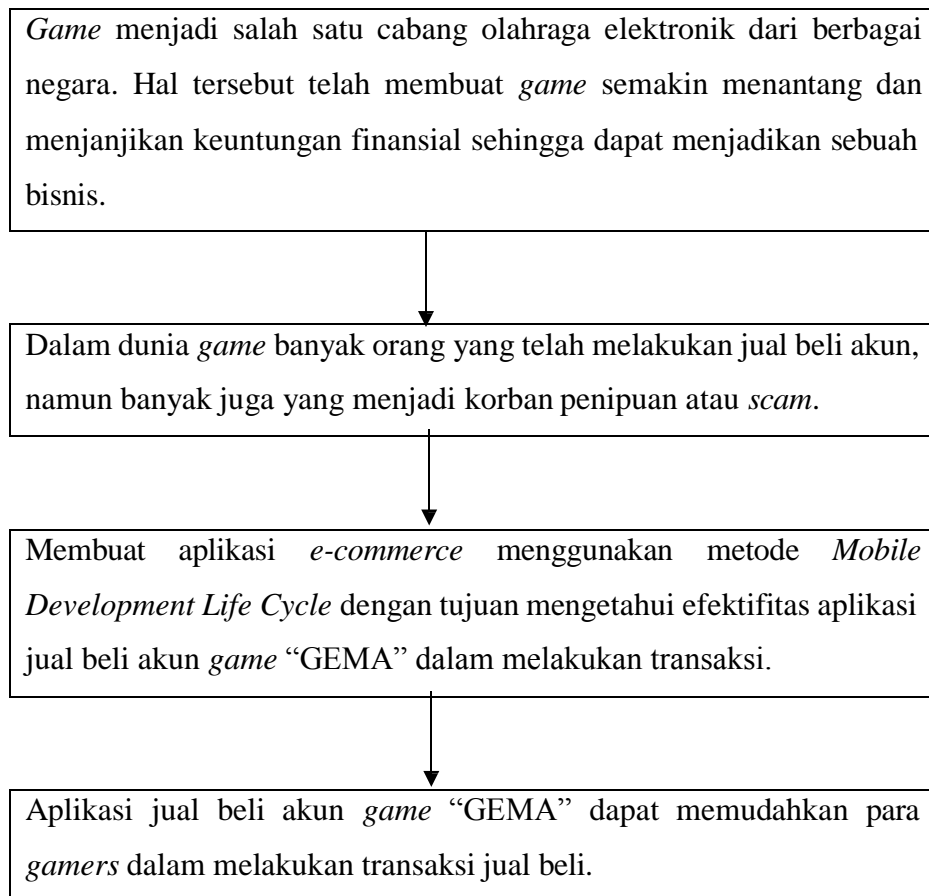 Game menjadi salah satu cabang olahraga elektronik dari berbagai
negara. Hal tersebut telah membuat game semakin menantang dan
menjanjikan keuntungan finansial sehingga dapat menjadikan sebuah
bisnis.
Dalam dunia game banyak orang yang telah melakukan jual beli akun,
namun banyak juga yang menjadi korban penipuan atau scam.
Membuat aplikasi e-commerce menggunakan metode Mobile
Development Life Cycle dengan tujuan mengetahui efektifitas aplikasi
jual beli akun game “GEMA” dalam melakukan transaksi.
Aplikasi jual beli akun game “GEMA” dapat memudahkan para
gamers dalam melakukan transaksi jual beli.